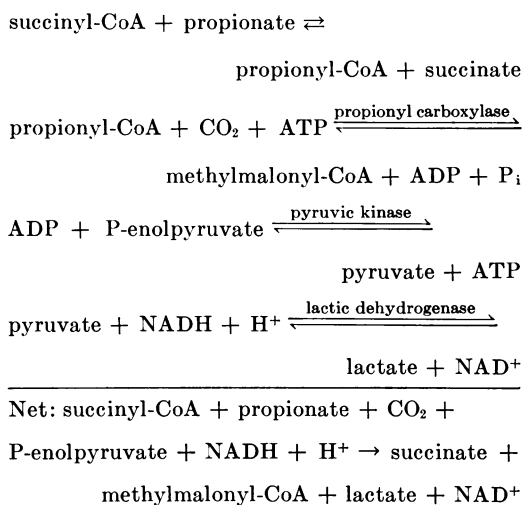 succinyl-CoA + propionate ⇌
propionyl-CoA + succinate
propionyl carboxylase
propionyl-CoA + CO₂ + ATP ⇌
methylmalonyl-CoA + ADP + Pᵢ
pyruvic kinase
ADP + P-enolpyruvate ⇌
pyruvate + ATP
lactic dehydrogenase
pyruvate + NADH + H⁺ ⇌
lactate + NAD⁺
Net: succinyl-CoA + propionate + CO₂ +
P-enolpyruvate + NADH + H⁺ → succinate +
methylmalonyl-CoA + lactate + NAD⁺